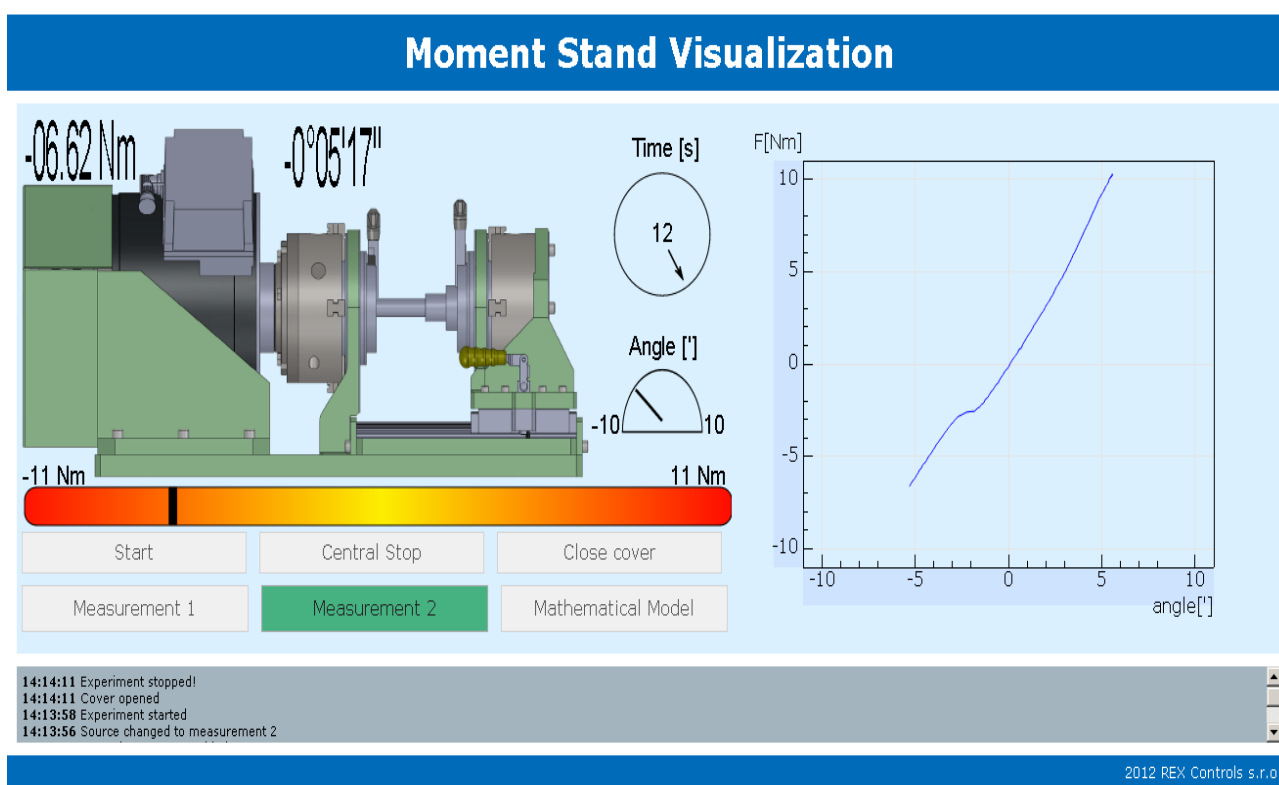 Moment Stand Visualization
-06.62 Nm
-0°05'17"
Time [s]
12
Angle [']
-10
10
-11 Nm
11 Nm
Start
Central Stop
Close cover
Measurement 1
Measurement 2
Mathematical Model
F[Nm]
10
5
0
-5
-10
-10
-5
0
5
10
angle[']
14:14:11 Experiment stopped!
14:14:11 Cover opened
14:13:58 Experiment started
14:13:56 Source changed to measurement 2
2012 REX Controls s.r.o